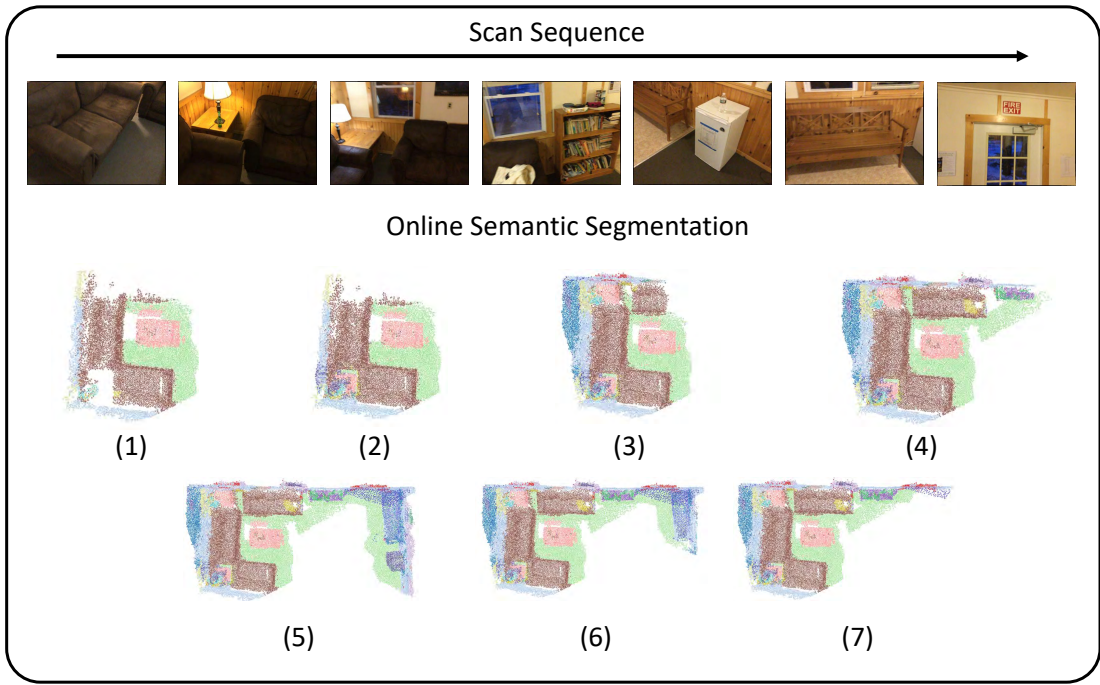 Scan Sequence
FIRE
EXIT
Online Semantic Segmentation
(1)
(2)
(3)
(4)
(5)
(6)
(7)